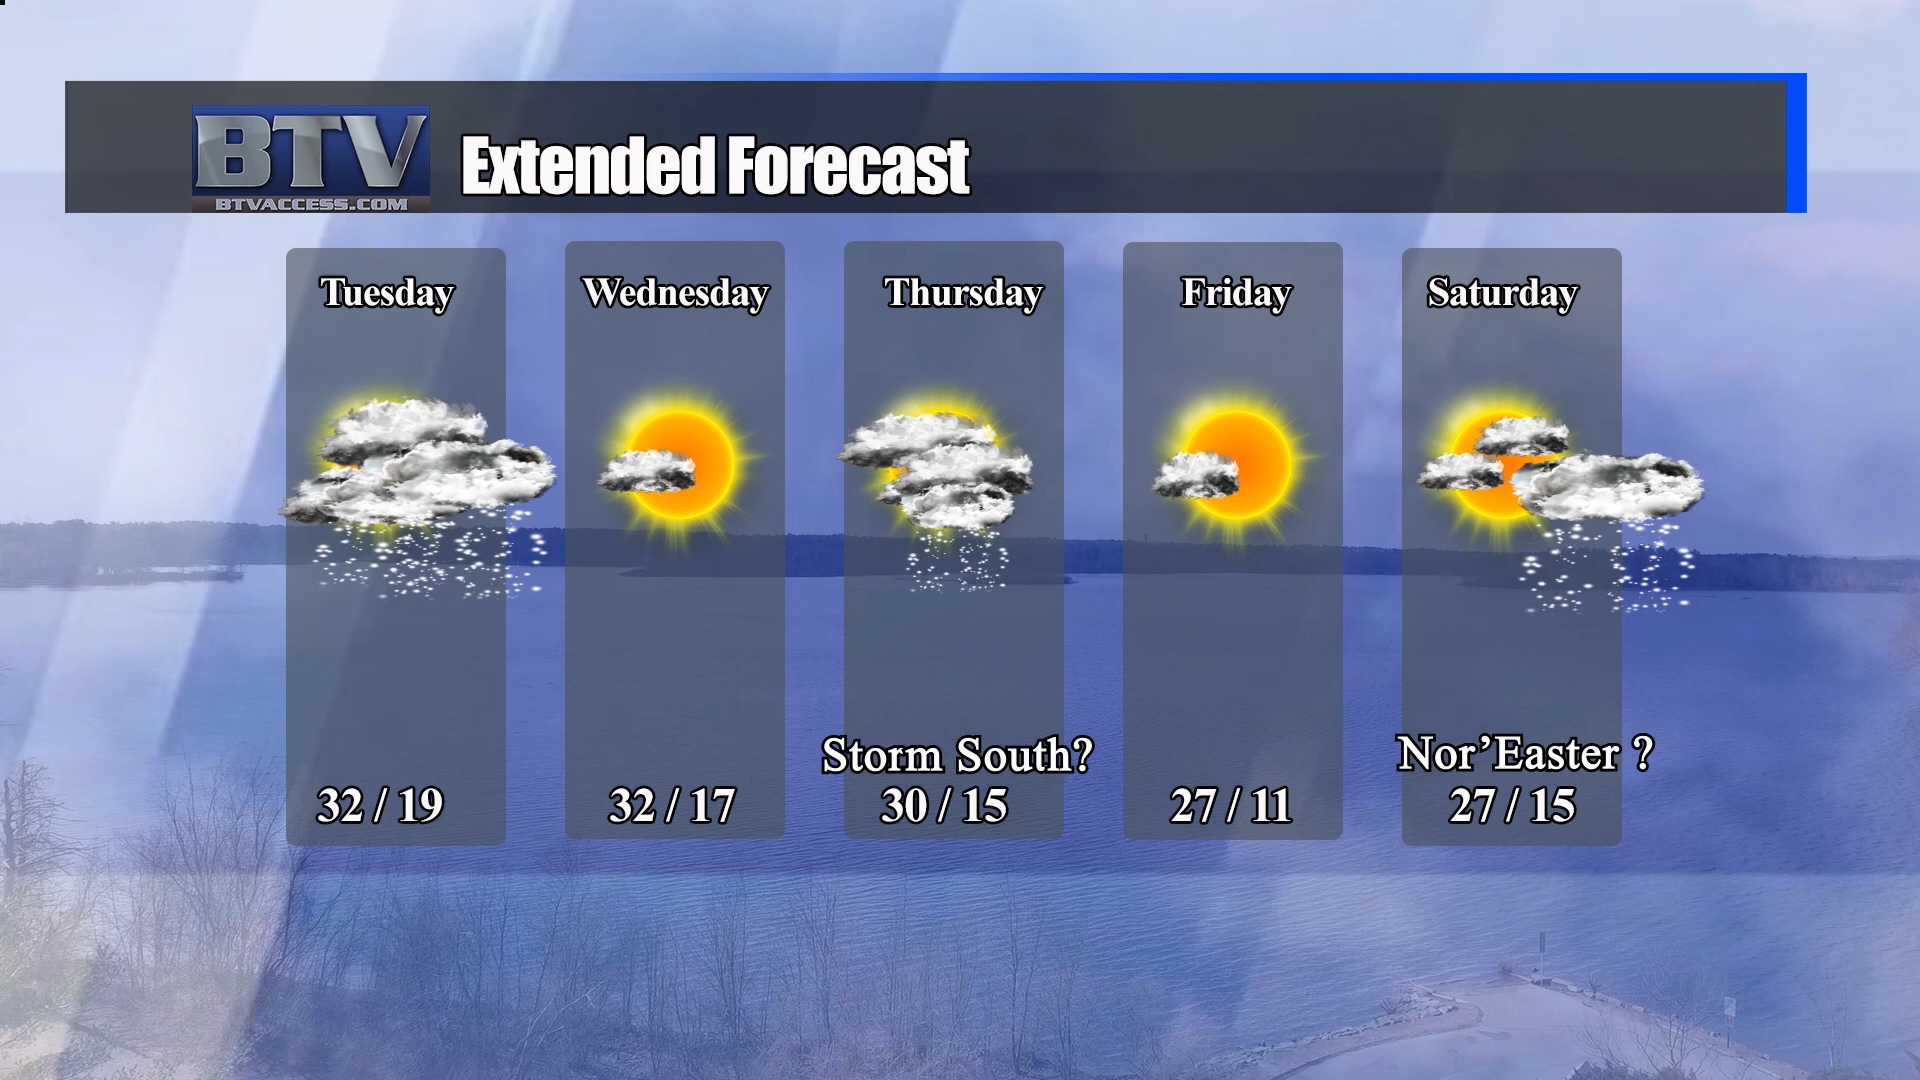 BTV
BTVACCESS.COM
Extended Forecast
Tuesday
Wednesday
Thursday
Friday
Saturday
Storm South?
Nor’Easter ?
32 / 19
32 / 17
30 / 15
27 / 11
27 / 15